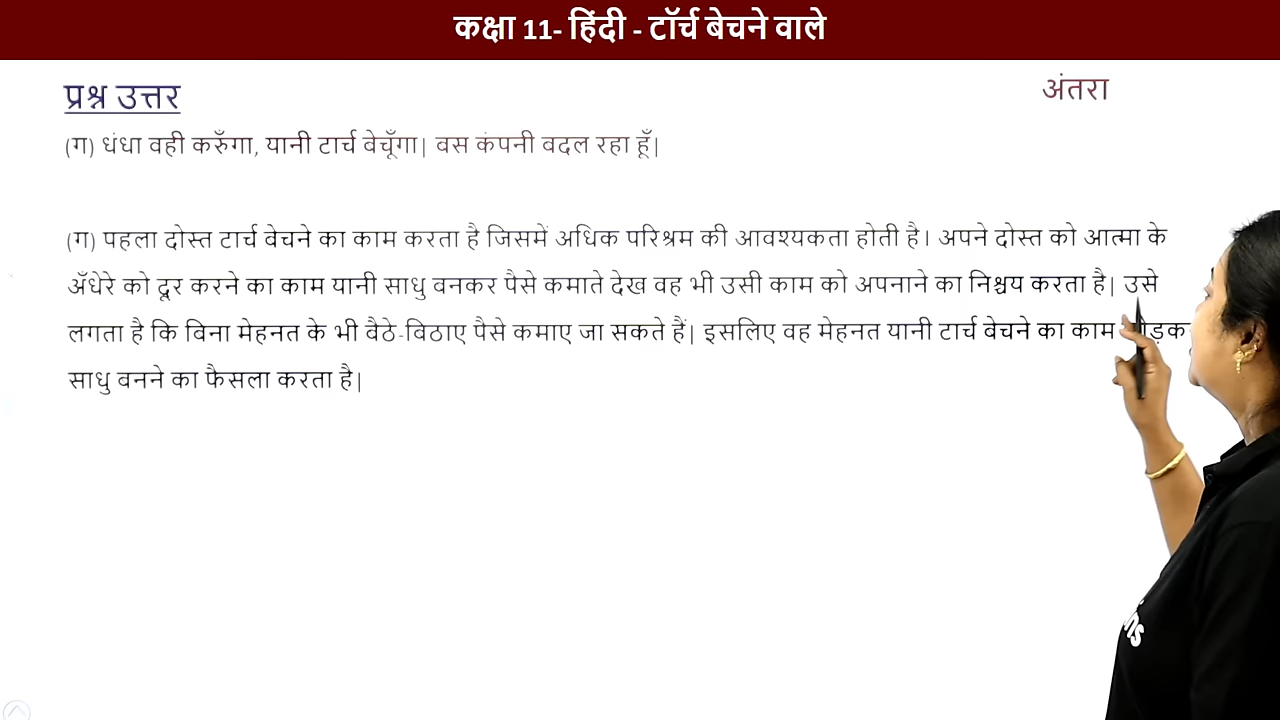 कक्षा 11- हिंदी - टॉर्च बेचने वाले
प्रश्न उत्तर
अंतरा
(ग) धंधा वही करुँगा, यानी टार्च बेचूँगा| बस कंपनी बदल रहा हूँ|
(ग) पहला दोस्त टार्च बेचने का काम करता है जिसमें अधिक परिश्रम की आवश्यकता होती है। अपने दोस्त को आत्मा के
अँधेरे को दूर करने का काम यानी साधु बनकर पैसे कमाते देख वह भी उसी काम को अपनाने का निश्चय करता है| उसे
लगता है कि बिना मेहनत के भी बैठे-बिठाए पैसे कमाए जा सकते हैं| इसलिए वह मेहनत यानी टार्च बेचने का काम
साधु बनने का फैसला करता है|